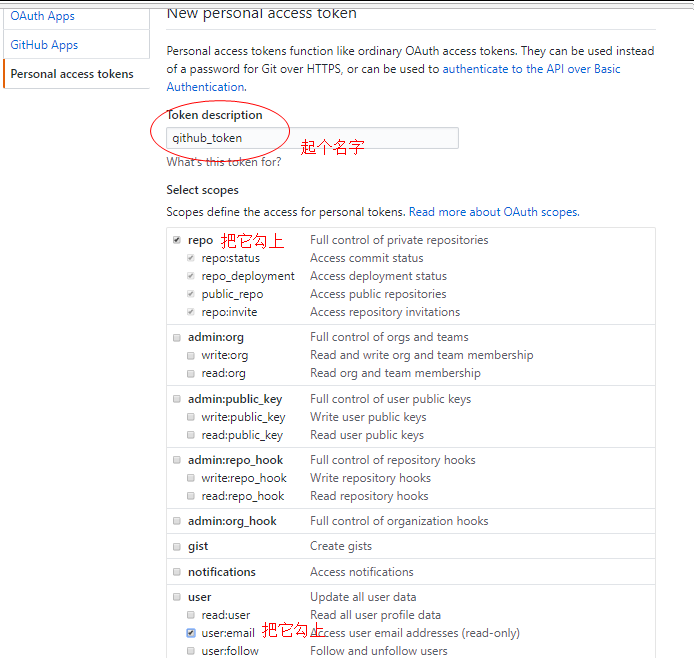 OAuth Apps
GitHub Apps
Personal access tokens
New personal access token
Personal access tokens function like ordinary OAuth access tokens. They can be used instead
of a password for Git over HTTPS, or can be used to authenticate to the API over Basic
Authentication.
Token description
github_token
起个名字
What's this token for?
Select scopes
Scopes define the access for personal tokens. Read more about OAuth scopes.
repo 把它勾上 Full control of private repositories
repo:status Access commit status
repo_deployment Access deployment status
public_repo Access public repositories
repo:invite Access repository invitations
admin:org Full control of orgs and teams
write:org Read and write org and team membership
read:org Read org and team membership
admin:public_key Full control of user public keys
write:public_key Write user public keys
read:public_key Read user public keys
admin:repo_hook Full control of repository hooks
write:repo_hook Write repository hooks
read:repo_hook Read repository hooks
admin:org_hook Full control of organization hooks
gist Create gists
notifications Access notifications
user Update all user data
read:user Read all user profile data
user:email 把它勾上 Access user email addresses (read-only)
user:follow Follow and unfollow users